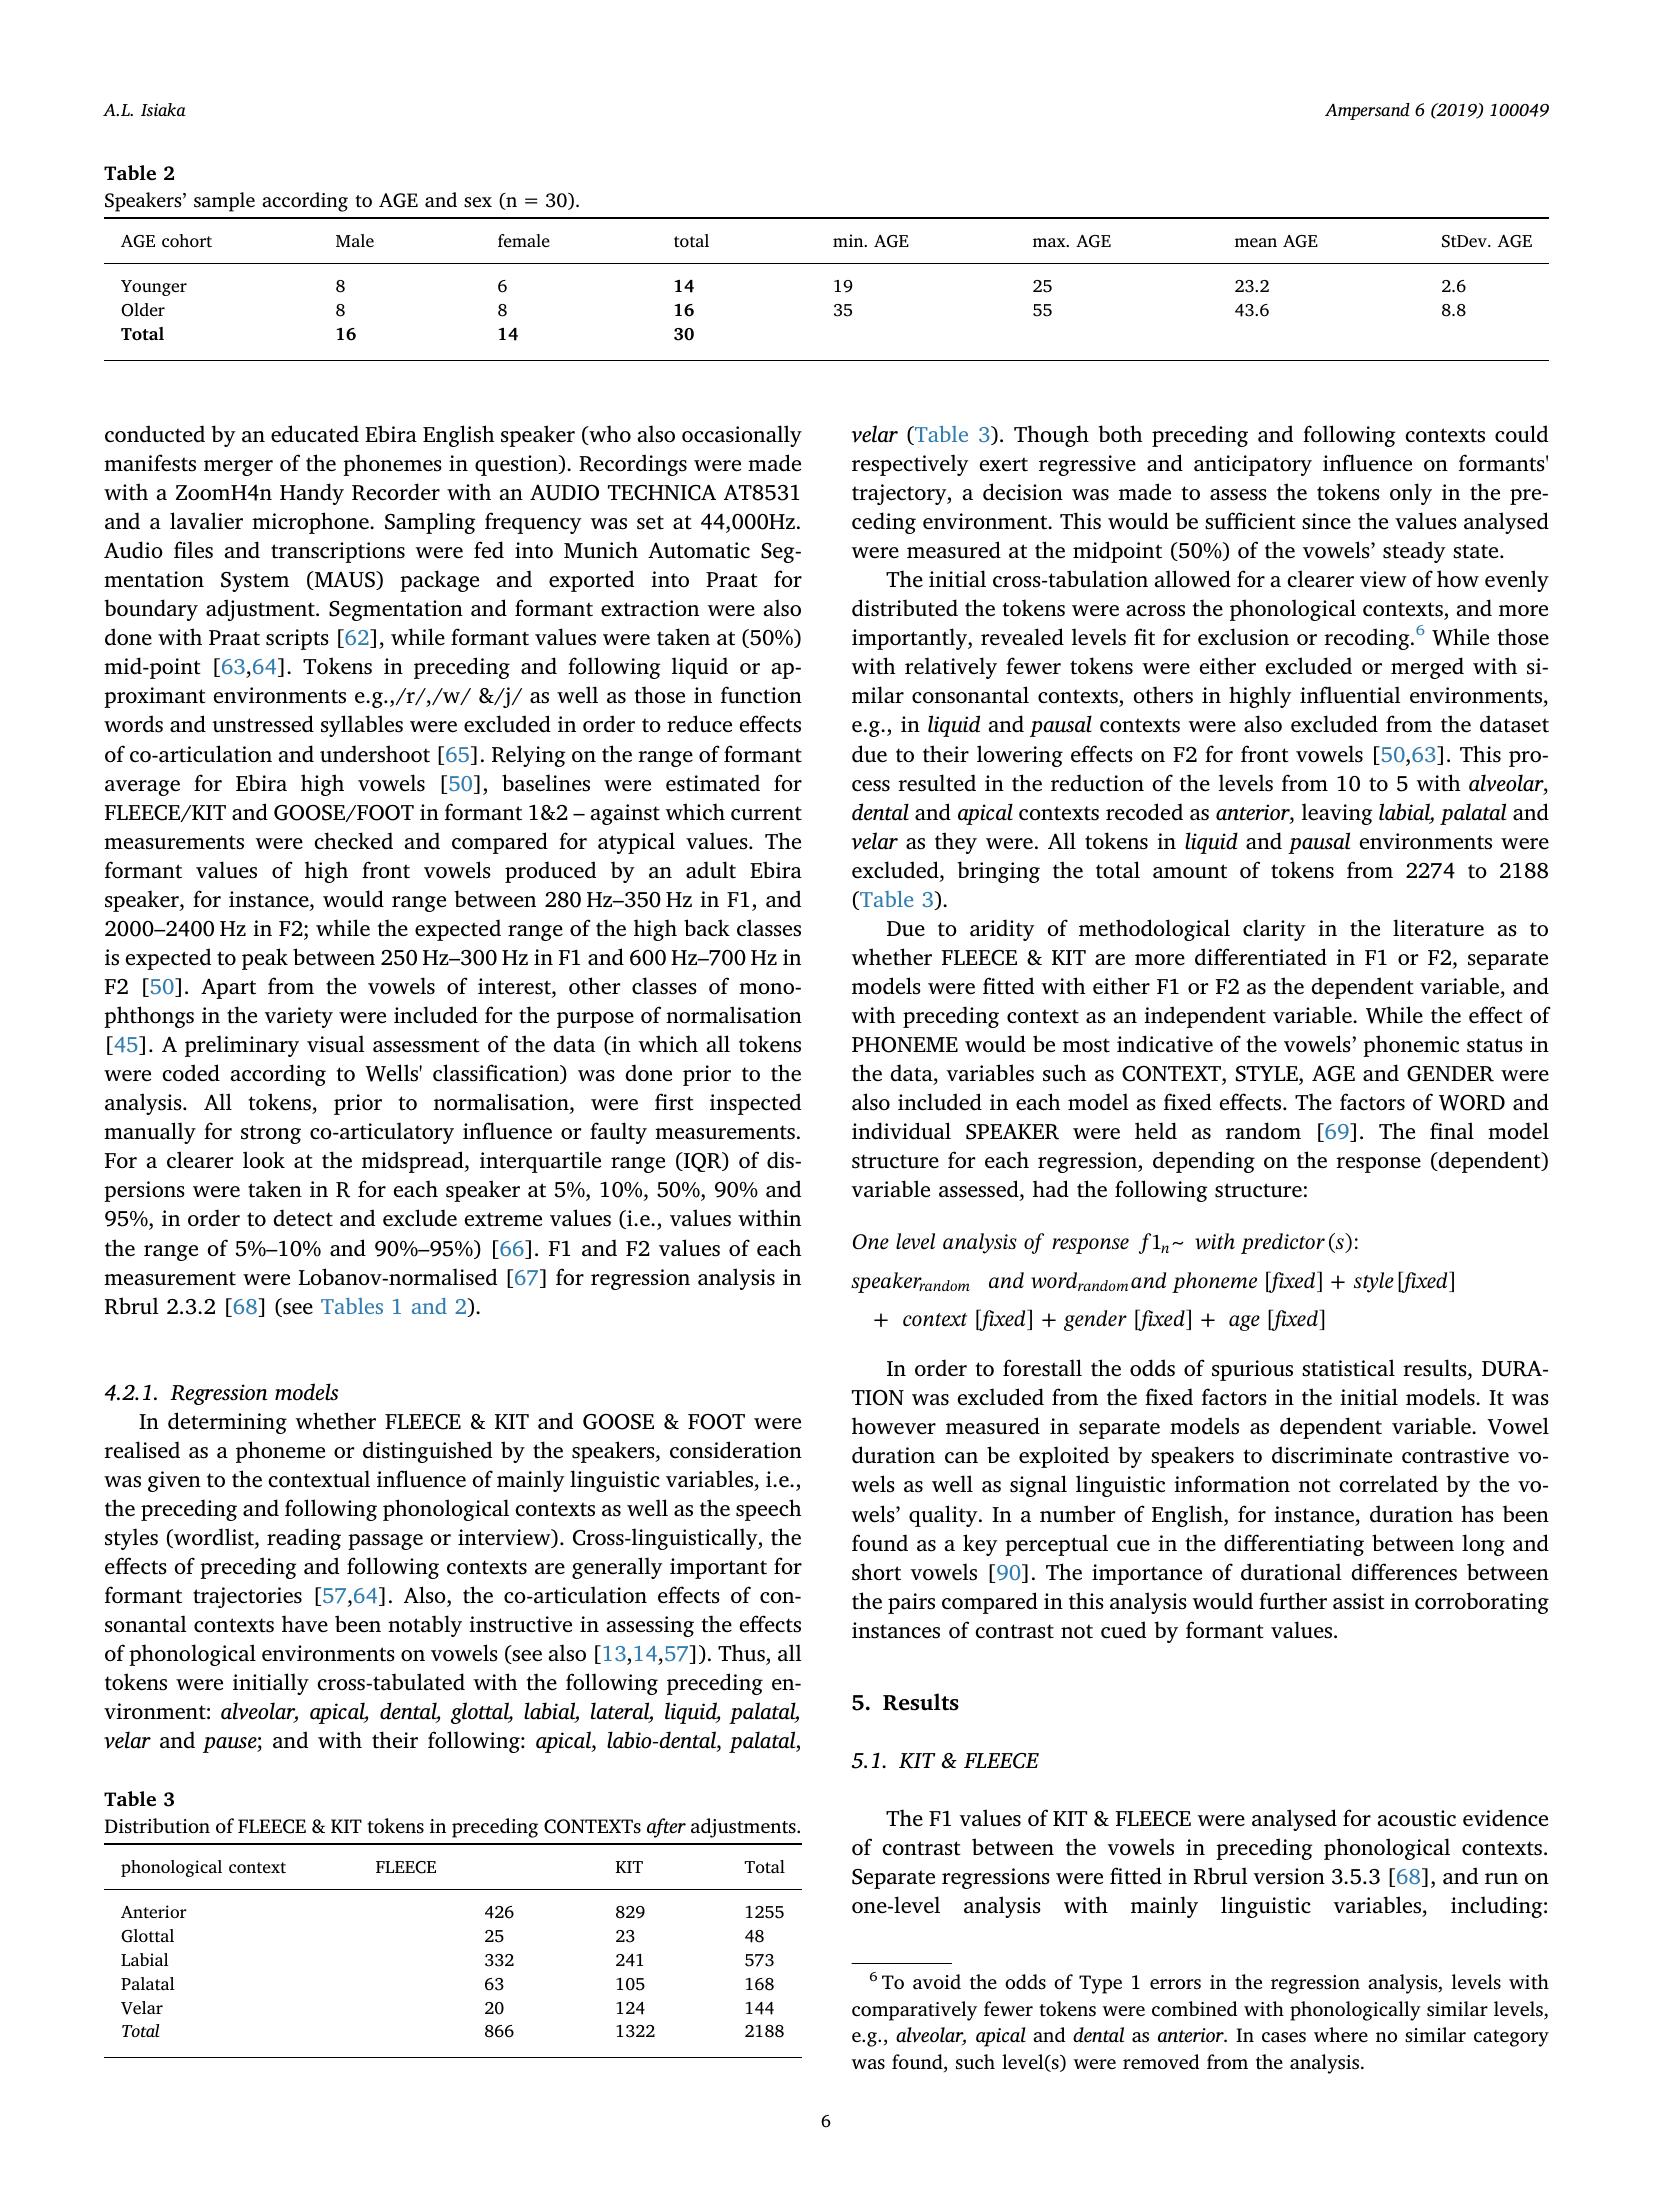 A.L. Isiaka
Ampersand 6 (2019) 100049
Table 2
Speakers' sample according to AGE and sex (n = 30).
AGE cohort Male female total min. AGE max. AGE mean AGE StDev. AGE
Younger 8 6 14 19 25 23.2 2.6
Older 8 8 16 35 55 43.6 8.8
Total 16 14 30
conducted by an educated Ebira English speaker (who also occasionally
manifests merger of the phonemes in question). Recordings were made
with a ZoomH4n Handy Recorder with an AUDIO TECHNICA AT8531
and a lavalier microphone. Sampling frequency was set at 44,000Hz.
Audio files and transcriptions were fed into Munich Automatic Seg-
mentation System (MAUS) package and exported into Praat for
boundary adjustment. Segmentation and formant extraction were also
done with Praat scripts [62], while formant values were taken at (50%)
mid-point [63,64]. Tokens in preceding and following liquid or ap-
proximant environments e.g.,/r/,/w/ &/j/ as well as those in function
words and unstressed syllables were excluded in order to reduce effects
of co-articulation and undershoot [65]. Relying on the range of formant
average for Ebira high vowels [50], baselines were estimated for
FLEECE/KIT and GOOSE/FOOT in formant 1&2 – against which current
measurements were checked and compared for atypical values. The
formant values of high front vowels produced by an adult Ebira
speaker, for instance, would range between 280 Hz–350 Hz in F1, and
2000–2400 Hz in F2; while the expected range of the high back classes
is expected to peak between 250 Hz–300 Hz in F1 and 600 Hz–700 Hz in
F2 [50]. Apart from the vowels of interest, other classes of mono-
phthongs in the variety were included for the purpose of normalisation
[45]. A preliminary visual assessment of the data (in which all tokens
were coded according to Wells' classification) was done prior to the
analysis. All tokens, prior to normalisation, were first inspected
manually for strong co-articulatory influence or faulty measurements.
For a clearer look at the midspread, interquartile range (IQR) of dis-
persions were taken in R for each speaker at 5%, 10%, 50%, 90% and
95%, in order to detect and exclude extreme values (i.e., values within
the range of 5%–10% and 90%–95%) [66]. F1 and F2 values of each
measurement were Lobanov-normalised [67] for regression analysis in
Rbrul 2.3.2 [68] (see Tables 1 and 2).
4.2.1. Regression models
In determining whether FLEECE & KIT and GOOSE & FOOT were
realised as a phoneme or distinguished by the speakers, consideration
was given to the contextual influence of mainly linguistic variables, i.e.,
the preceding and following phonological contexts as well as the speech
styles (wordlist, reading passage or interview). Cross-linguistically, the
effects of preceding and following contexts are generally important for
formant trajectories [57,64]. Also, the co-articulation effects of con-
sonantal contexts have been notably instructive in assessing the effects
of phonological environments on vowels (see also [13,14,57]). Thus, all
tokens were initially cross-tabulated with the following preceding en-
vironment: alveolar, apical, dental, glottal, labial, lateral, liquid, palatal,
velar and pause; and with their following: apical, labio-dental, palatal,
Table 3
Distribution of FLEECE & KIT tokens in preceding CONTEXTs after adjustments.
phonological context FLEECE KIT Total
Anterior 426 829 1255
Glottal 25 23 48
Labial 332 241 573
Palatal 63 105 168
Velar 20 124 144
Total 866 1322 2188
velar (Table 3). Though both preceding and following contexts could
respectively exert regressive and anticipatory influence on formants'
trajectory, a decision was made to assess the tokens only in the pre-
ceding environment. This would be sufficient since the values analysed
were measured at the midpoint (50%) of the vowels' steady state.
The initial cross-tabulation allowed for a clearer view of how evenly
distributed the tokens were across the phonological contexts, and more
importantly, revealed levels fit for exclusion or recoding.6 While those
with relatively fewer tokens were either excluded or merged with si-
milar consonantal contexts, others in highly influential environments,
e.g., in liquid and pausal contexts were also excluded from the dataset
due to their lowering effects on F2 for front vowels [50,63]. This pro-
cess resulted in the reduction of the levels from 10 to 5 with alveolar,
dental and apical contexts recoded as anterior, leaving labial, palatal and
velar as they were. All tokens in liquid and pausal environments were
excluded, bringing the total amount of tokens from 2274 to 2188
(Table 3).
Due to aridity of methodological clarity in the literature as to
whether FLEECE & KIT are more differentiated in F1 or F2, separate
models were fitted with either F1 or F2 as the dependent variable, and
with preceding context as an independent variable. While the effect of
PHONEME would be most indicative of the vowels' phonemic status in
the data, variables such as CONTEXT, STYLE, AGE and GENDER were
also included in each model as fixed effects. The factors of WORD and
individual SPEAKER were held as random [69]. The final model
structure for each regression, depending on the response (dependent)
variable assessed, had the following structure:
One level analysis of response f1n~ with predictor(s):
speakerrandom and wordrandomand phoneme [fixed] + style[fixed]
+ context [fixed] + gender [fixed] + age [fixed]
In order to forestall the odds of spurious statistical results, DURA-
TION was excluded from the fixed factors in the initial models. It was
however measured in separate models as dependent variable. Vowel
duration can be exploited by speakers to discriminate contrastive vo-
wels as well as signal linguistic information not correlated by the vo-
wels' quality. In a number of English, for instance, duration has been
found as a key perceptual cue in the differentiating between long and
short vowels [90]. The importance of durational differences between
the pairs compared in this analysis would further assist in corroborating
instances of contrast not cued by formant values.
5. Results
5.1. KIT & FLEECE
The F1 values of KIT & FLEECE were analysed for acoustic evidence
of contrast between the vowels in preceding phonological contexts.
Separate regressions were fitted in Rbrul version 3.5.3 [68], and run on
one-level analysis with mainly linguistic variables, including:
6 To avoid the odds of Type 1 errors in the regression analysis, levels with
comparatively fewer tokens were combined with phonologically similar levels,
e.g., alveolar, apical and dental as anterior. In cases where no similar category
was found, such level(s) were removed from the analysis.
6